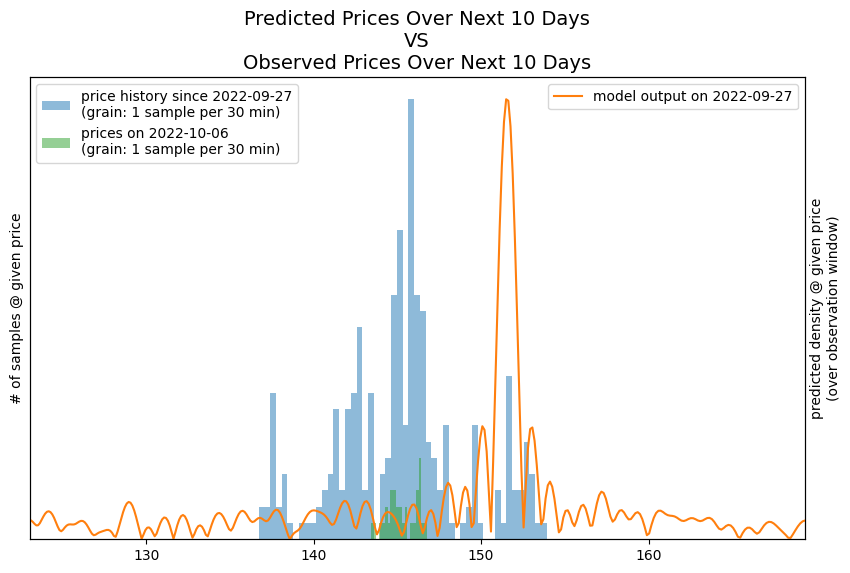 Predicted Prices Over Next 10 Days
VS
Observed Prices Over Next 10 Days
price history since 2022-09-27
(grain: 1 sample per 30 min)
prices on 2022-10-06
(grain: 1 sample per 30 min)
model output on 2022-09-27
# of samples @ given price
predicted density @ given price
(over observation window)
130
140
150
160